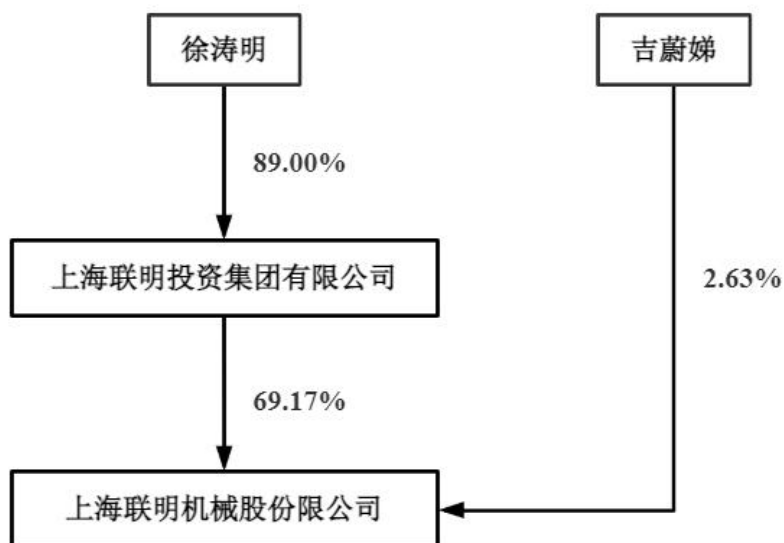 徐涛明
吉蔚娣
89.00%
上海联明投资集团有限公司
2.63%
69.17%
上海联明机械股份限公司